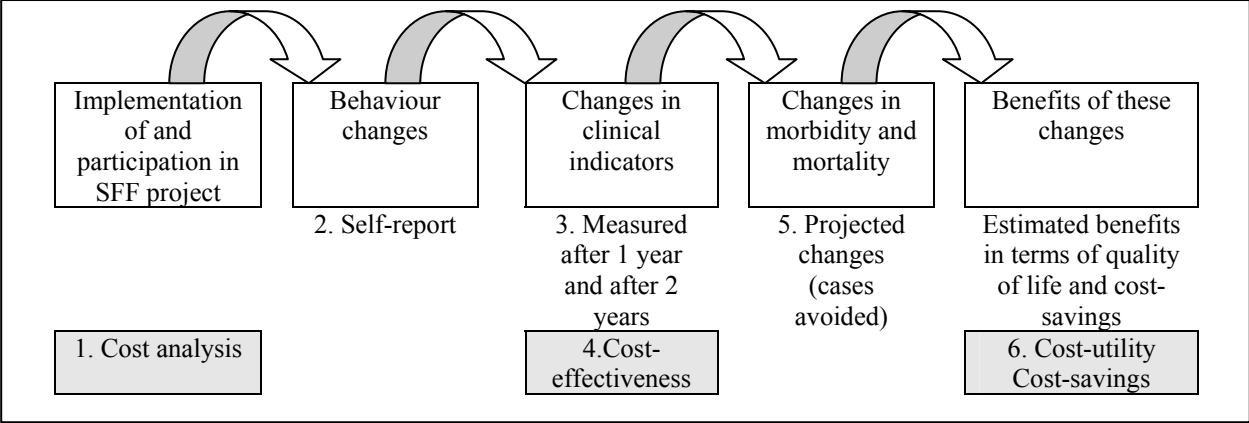 Implementation
of and
participation in
SFF project
Behaviour
changes
Changes in
clinical
indicators
Changes in
morbidity and
mortality
Benefits of these
changes
2. Self-report
3. Measured
after 1 year
and after 2
years
5. Projected
changes
(cases
avoided)
Estimated benefits
in terms of quality
of life and cost-
savings
1. Cost analysis
4.Cost-
effectiveness
6. Cost-utility
Cost-savings